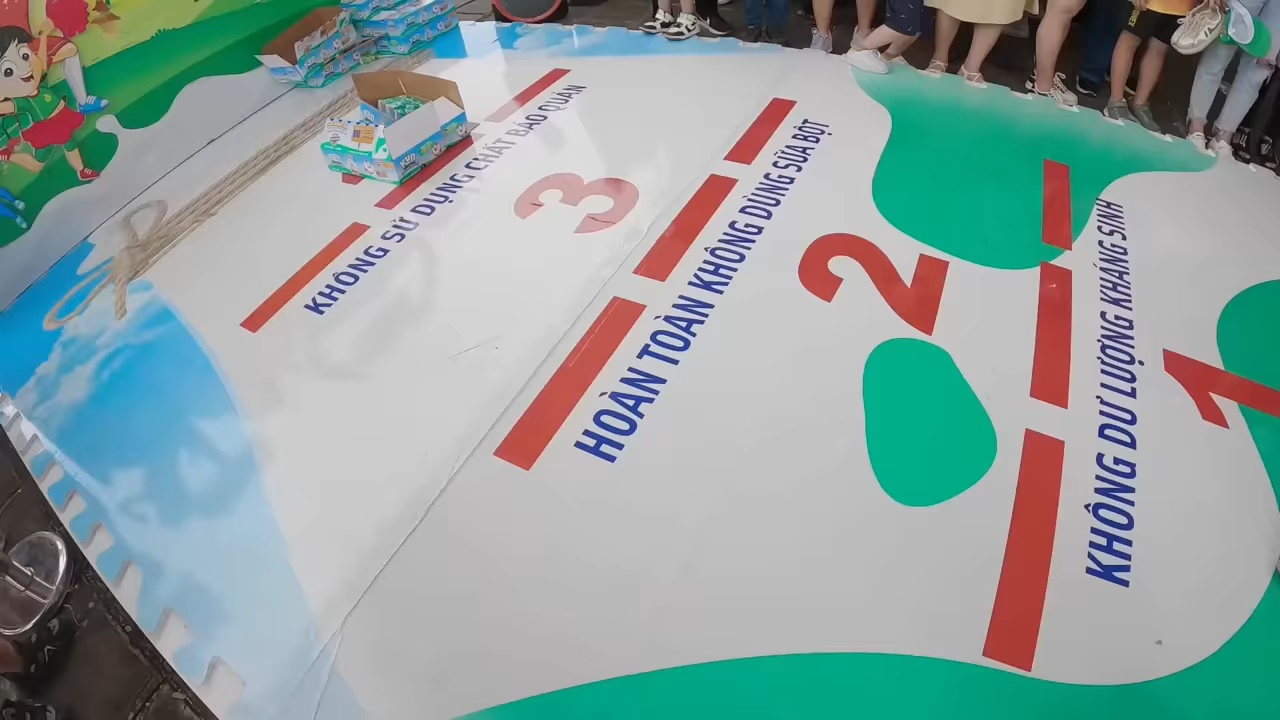 KHÔNG SỬ DỤNG CHẤT BẢO QUẢN
3
HOÀN TOÀN KHÔNG DÙNG SỮA BỘT
2
KHÔNG DƯ LƯỢNG KHÁNG SINH
1